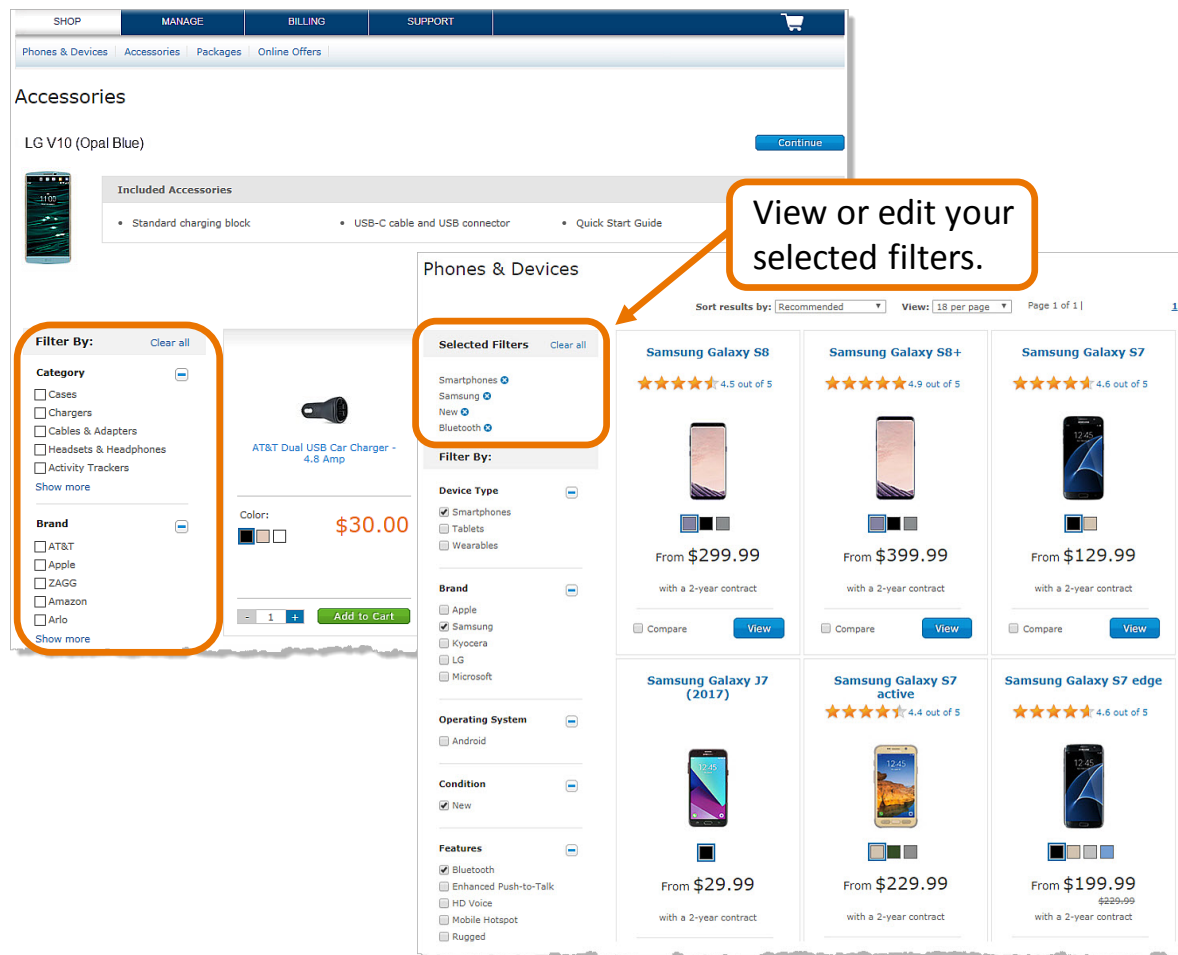 SHOP MANAGE BILLING SUPPORT
Phones & Devices Accessories Packages Online Offers
Accessories
LG V10 (Opal Blue)
Continue
11:00
Included Accessories
• Standard charging block • USB-C cable and USB connector • Quick Start Guide
View or edit your
selected filters.
Filter By: Clear all
Category
Cases
Chargers
Cables & Adapters
Headsets & Headphones
Activity Trackers
Show more
Brand
AT&T
Apple
ZAGG
Amazon
Arlo
Show more
AT&T Dual USB Car Charger -
4.8 Amp
Color:
$30.00
- 1 + Add to Cart
Phones & Devices
Sort results by: Recommended View: 18 per page Page 1 of 1 | 1
Selected Filters Clear all
Smartphones
Samsung
New
Bluetooth
Filter By:
Device Type
Smartphones
Tablets
Wearables
Brand
Apple
Samsung
Kyocera
LG
Microsoft
Operating System
Android
Condition
New
Features
Bluetooth
Enhanced Push-to-Talk
HD Voice
Mobile Hotspot
Rugged
Samsung Galaxy S8
4.5 out of 5
From $299.99
with a 2-year contract
Compare View
Samsung Galaxy S8+
4.9 out of 5
From $399.99
with a 2-year contract
Compare View
Samsung Galaxy S7
4.6 out of 5
12:45
From $129.99
with a 2-year contract
Compare View
Samsung Galaxy J7
(2017)
12:45
From $29.99
with a 2-year contract
Samsung Galaxy S7
active
4.4 out of 5
12:45
From $229.99
with a 2-year contract
Samsung Galaxy S7 edge
4.6 out of 5
12:45
From $199.99
$229.99
with a 2-year contract